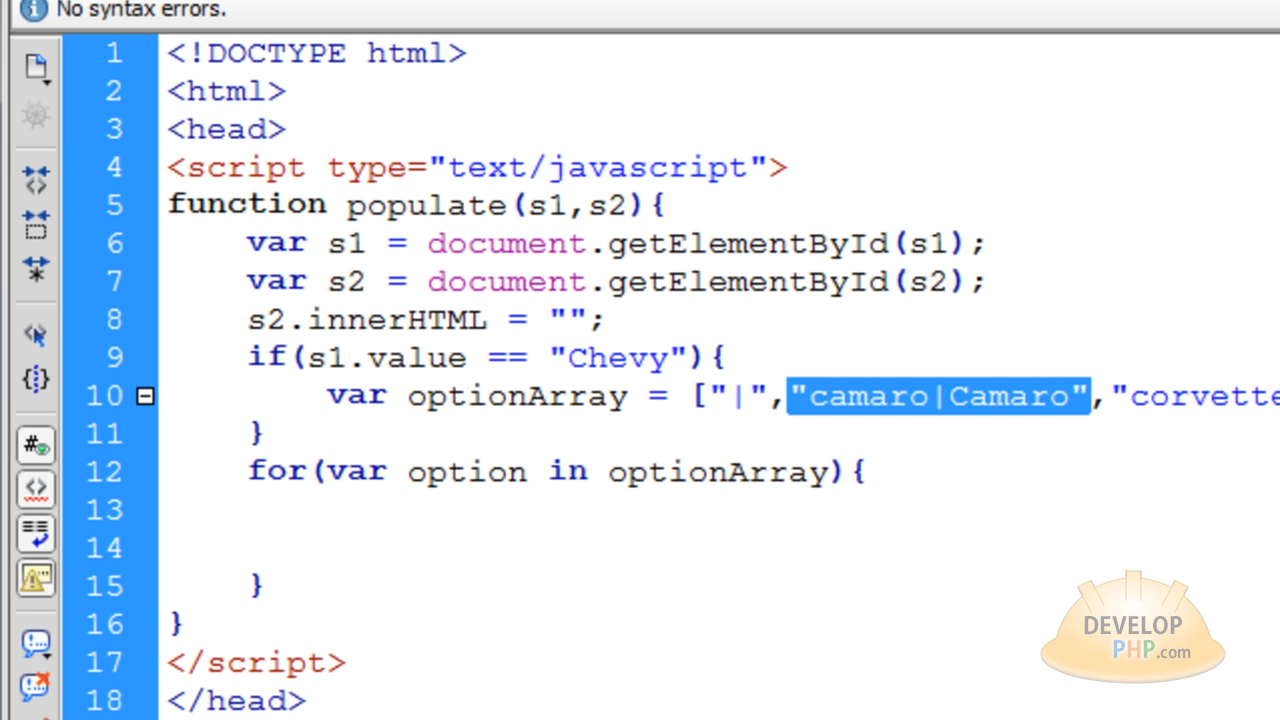 No syntax errors.
1 <!DOCTYPE html>
2 <html>
3 <head>
4 <script type="text/javascript">
5 function populate(s1,s2){
6 var s1 = document.getElementById(s1);
7 var s2 = document.getElementById(s2);
8 s2.innerHTML = "";
9 if(s1.value == "Chevy"){
10 var optionArray = ["|","camaro|Camaro","corvette
11 }
12 for(var option in optionArray){
13
14
15 }
16 }
17 </script>
18 </head>
DEVELOP
PHP.com